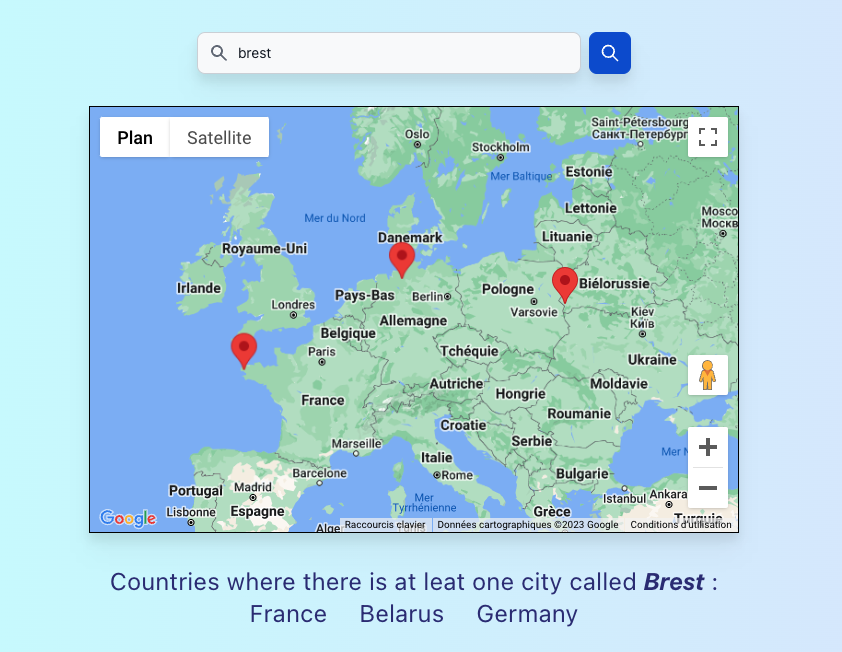 brest
Plan Satellite
Oslo
Saint-Pétersbourg
Санкт-Петербург
Stockholm
Mer Baltique
Estonie
Lettonie
Mer du Nord
Danemark
Lituanie
Royaume-Uni
Irlande
Pays-Bas
Berlin
Pologne
Biélorussie
Londres
Varsovie
Kiev
Київ
Allemagne
Belgique
Paris
Tchéquie
Ukraine
Autriche
Moldavie
Hongrie
France
Roumanie
Croatie
Serbie
Marseille
Italie
Barcelone
Rome
Bulgarie
Portugal
Madrid
Mer
Tyrrhénienne
Istanbul
Ankara
Lisbonne
Espagne
Grèce
Turquie
Google
Raccourcis clavier Données cartographiques ©2023 Google Conditions d'utilisation
Countries where there is at leat one city called Brest :
France Belarus Germany